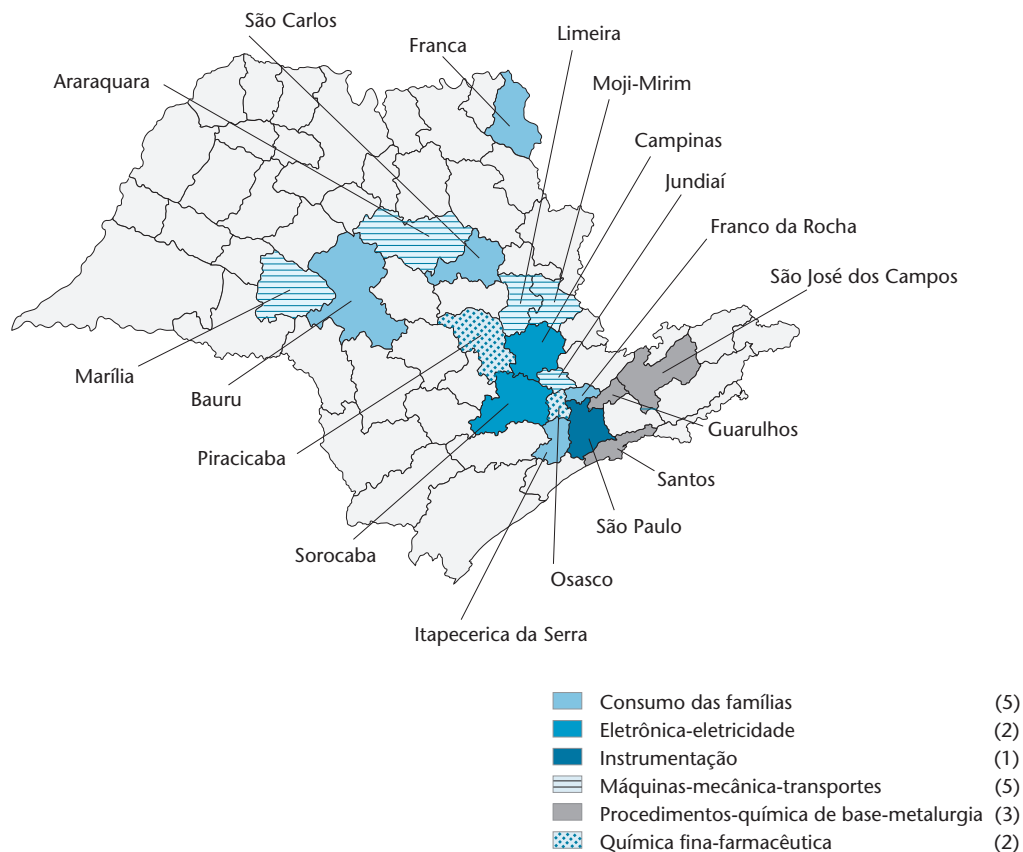 São Carlos
Franca
Limeira
Araraquara
Moji-Mirim
Campinas
Jundiaí
Franco da Rocha
São José dos Campos
Marília
Bauru
Guarulhos
Piracicaba
Santos
São Paulo
Sorocaba
Osasco
Itapecerica da Serra
Consumo das famílias (5)
Eletrônica-eletricidade (2)
Instrumentação (1)
Máquinas-mecânica-transportes (5)
Procedimentos-química de base-metalurgia (3)
Química fina-farmacêutica (2)